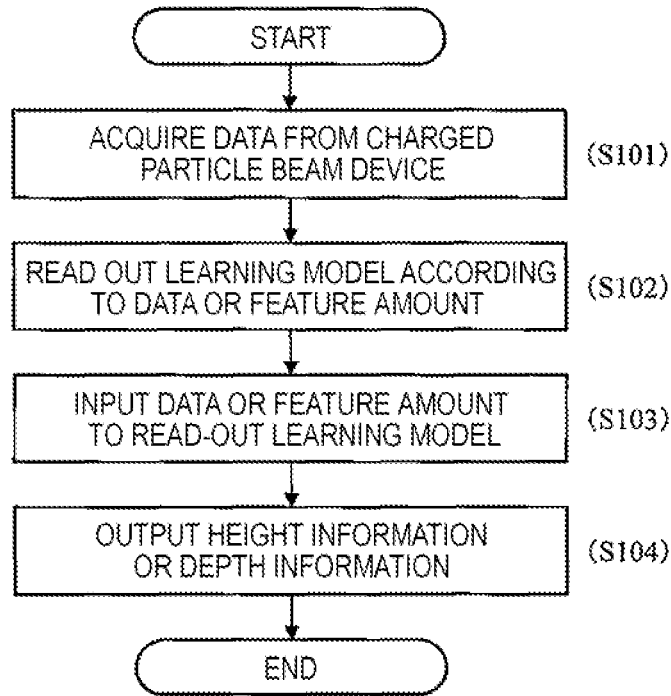 START
ACQUIRE DATA FROM CHARGED
PARTICLE BEAM DEVICE
(S101)
READ OUT LEARNING MODEL ACCORDING
TO DATA OR FEATURE AMOUNT
(S102)
INPUT DATA OR FEATURE AMOUNT
TO READ-OUT LEARNING MODEL
(S103)
OUTPUT HEIGHT INFORMATION
OR DEPTH INFORMATION
(S104)
END